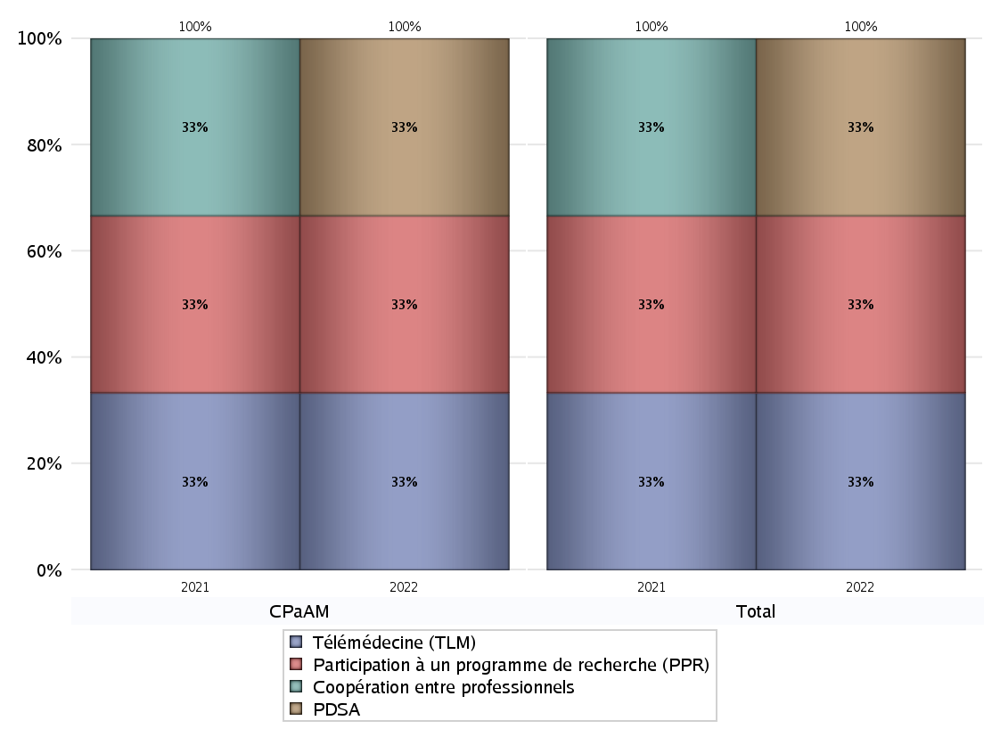 100% 100% 100% 100%
100%
33% 33% 33% 33%
80%
60%
33% 33% 33% 33%
40%
20%
33% 33% 33% 33%
0%
2021 2022 2021 2022
CPaAM Total
Télémédecine (TLM)
Participation à un programme de recherche (PPR)
Coopération entre professionnels
PDSA